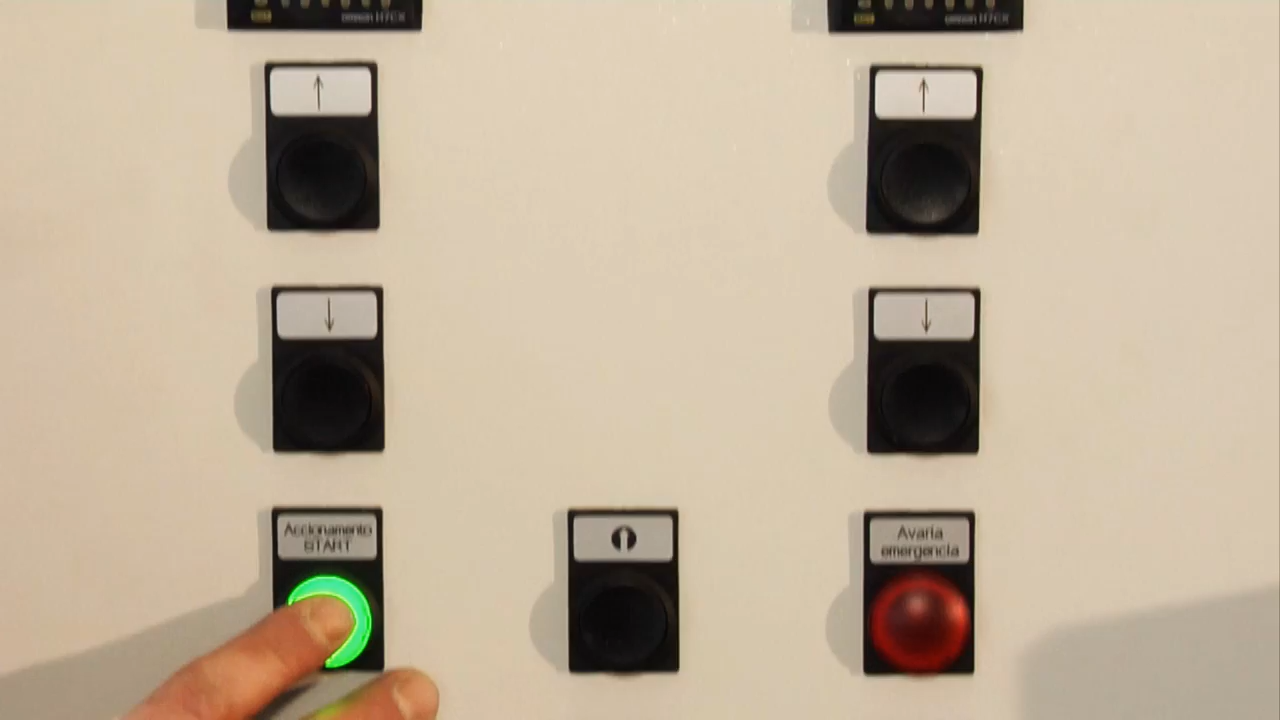 omron H7CX
omron H7CX
↑
↑
↓
↓
Accionamento
START
Avaria
emergencia